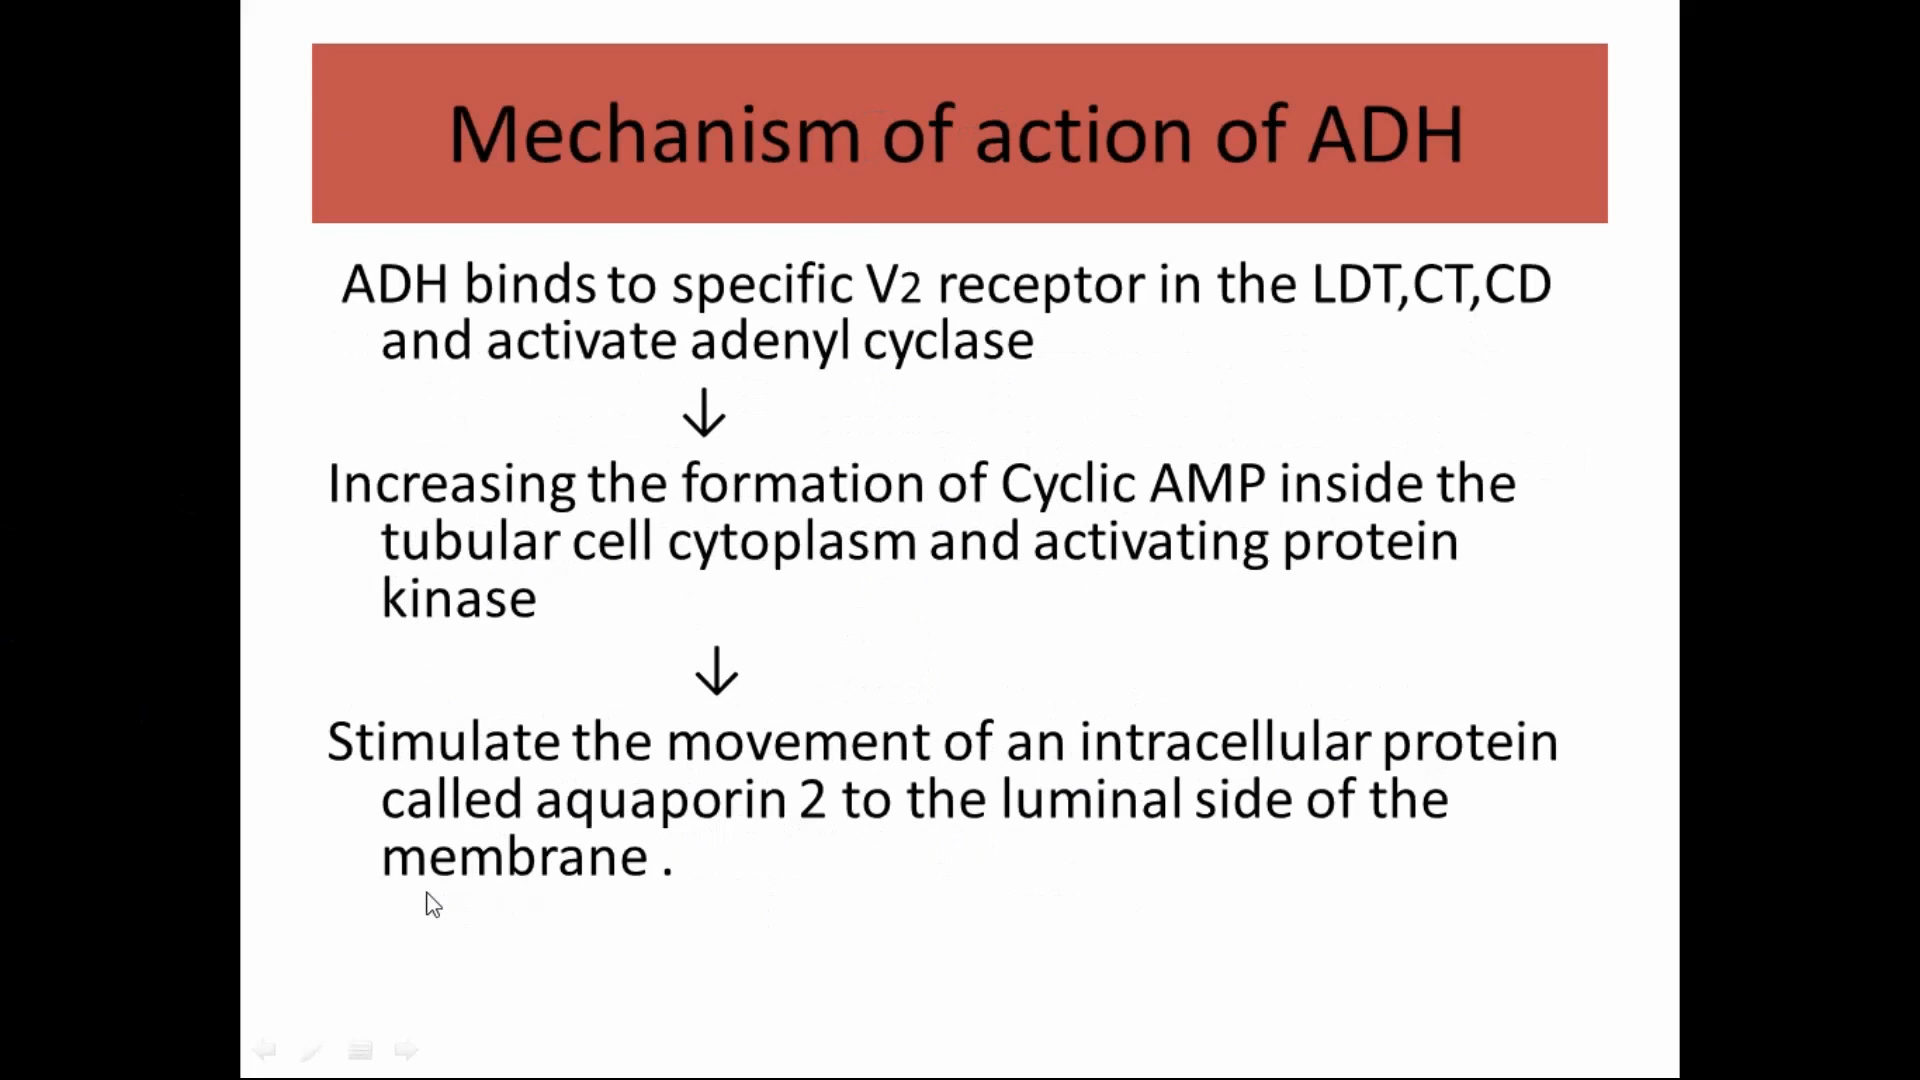 Mechanism of action of ADH
ADH binds to specific V2 receptor in the LDT,CT,CD
and activate adenyl cyclase
↓
Increasing the formation of Cyclic AMP inside the
tubular cell cytoplasm and activating protein
kinase
↓
Stimulate the movement of an intracellular protein
called aquaporin 2 to the luminal side of the
membrane .